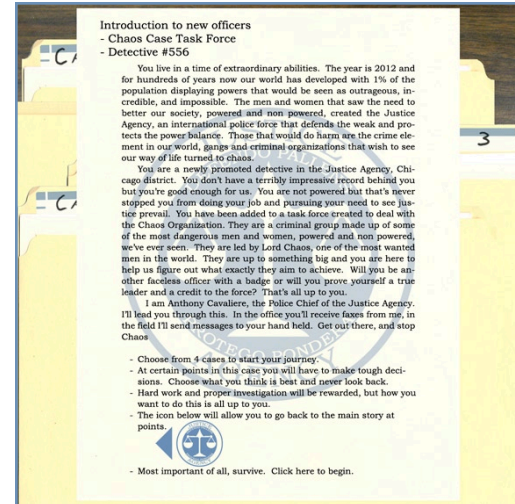 Introduction to new officers
- Chaos Case Task Force
- Detective #556
You live in a time of extraordinary abilities. The year is 2012 and
for hundreds of years now our world has developed with 1% of the
population displaying powers that would be seen as outrageous, in-
credible, and impossible. The men and women that saw the need to
better our society, powered and non powered, created the Justice
Agency, an international police force that defends the weak and pro-
tects the power balance. Those that would do harm are the crime ele-
ment in our world, gangs and criminal organizations that wish to see
our way of life turned to chaos.
You are a newly promoted detective in the Justice Agency, Chi-
cago district. You don't have a terribly impressive record behind you
but you're good enough for us. You are not powered but that's never
stopped you from doing your job and pursuing your need to see jus-
tice prevail. You have been added to a task force created to deal with
the Chaos Organization. They are a criminal group made up of some
of the most dangerous men and women, powered and non powered,
we've ever seen. They are led by Lord Chaos, one of the most wanted
men in the world. They are up to something big and you are here to
help us figure out what exactly they aim to achieve. Will you be an-
other faceless officer with a badge or will you prove yourself a true
leader and a credit to the force? That's all up to you.
I am Anthony Cavaliere, the Police Chief of the Justice Agency.
I'll lead you through this. In the office you'll receive faxes from me, in
the field I'll send messages to your hand held. Get out there, and stop
Chaos
- Choose from 4 cases to start your journey.
- At certain points in this case you will have to make tough deci-
sions. Choose what you think is best and never look back.
- Hard work and proper investigation will be rewarded, but how you
want to do this is all up to you.
- The icon below will allow you to go back to the main story at
points.
- Most important of all, survive. Click here to begin.
CA
CA
3